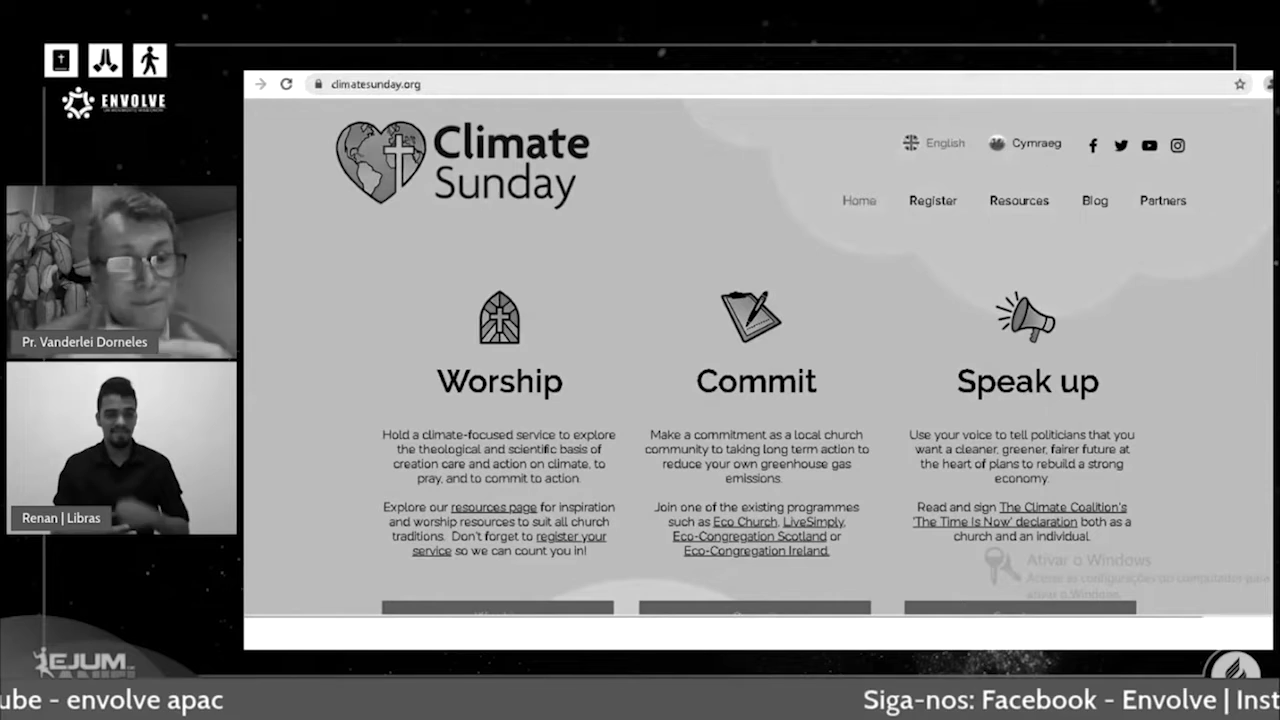 ENVOLVE
climatesunday.org
Climate
Sunday
English
Cymraeg
Home
Register
Resources
Blog
Partners
Pr. Vanderlei Dorneles
Renan | Libras
Worship
Hold a climate-focused service to explore
the theological and scientific basis of
creation care and action on climate, to
pray, and to commit to action.
Explore our resources page for inspiration
and worship resources to suit all church
traditions. Don't forget to register your
service so we can count you in!
Commit
Make a commitment as a local church
community to taking long term action to
reduce your own greenhouse gas
emissions.
Join one of the existing programmes
such as Eco Church, LiveSimply,
Eco-Congregation Scotland or
Eco-Congregation Ireland.
Speak up
Use your voice to tell politicians that you
want a cleaner, greener, fairer future at
the heart of plans to rebuild a strong
economy.
Read and sign The Climate Coalition's
'The Time Is Now' declaration both as a
church and an individual.
Ativar o Windows
Acesse as configurações do computador para
ativar o Windows.
EJUM
ube - envolve apac
Siga-nos: Facebook - Envolve | Inst